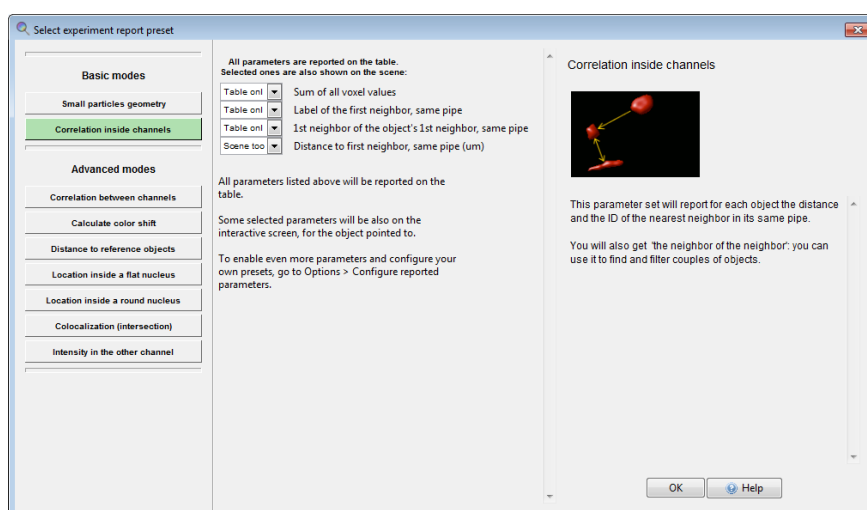 Select experiment report preset
Basic modes
Small particles geometry
Correlation inside channels
Advanced modes
Correlation between channels
Calculate color shift
Distance to reference objects
Location inside a flat nucleus
Location inside a round nucleus
Colocalization (intersection)
Intensity in the other channel
All parameters are reported on the table.
Selected ones are also shown on the scene:
Table onl Sum of all voxel values
Table onl Label of the first neighbor, same pipe
Table onl 1st neighbor of the object's 1st neighbor, same pipe
Scene too Distance to first neighbor, same pipe (um)
All parameters listed above will be reported on the
table.
Some selected parameters will be also on the
interactive screen, for the object pointed to.
To enable even more parameters and configure your
own presets, go to Options > Configure reported
parameters.
Correlation inside channels
This parameter set will report for each object the distance
and the ID of the nearest neighbor in its same pipe.
You will also get 'the neighbor of the neighbor': you can
use it to find and filter couples of objects.
OK
Help